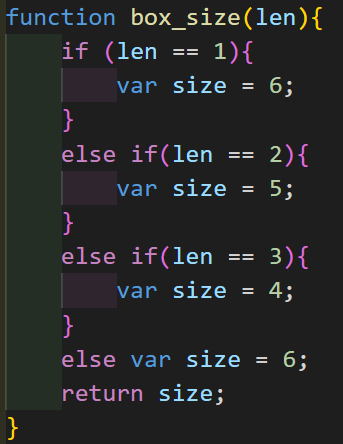 function box_size(len){
    if (len == 1){
        var size = 6;
    }
    else if(len == 2){
        var size = 5;
    }
    else if(len == 3){
        var size = 4;
    }
    else var size = 6;
    return size;
}